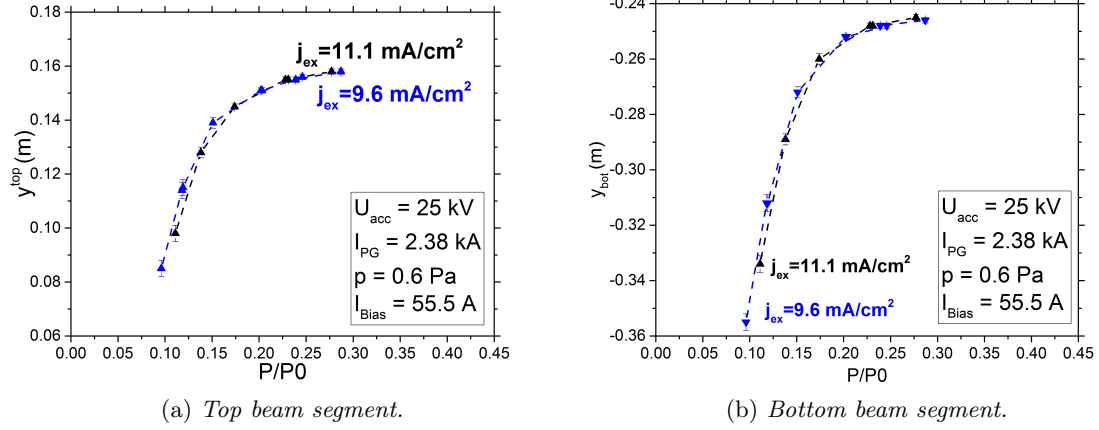 0.18
0.16
0.14
0.12
0.10
0.08
0.06
y^top (m)
j_ex=11.1 mA/cm²
j_ex=9.6 mA/cm²
U_acc = 25 kV
I_PG = 2.38 kA
p = 0.6 Pa
I_Bias = 55.5 A
0.00 0.05 0.10 0.15 0.20 0.25 0.30 0.35 0.40 0.45
P/P0
(a) Top beam segment.
-0.24
-0.26
-0.28
-0.30
-0.32
-0.34
-0.36
y_bot (m)
U_acc = 25 kV
I_PG = 2.38 kA
p = 0.6 Pa
I_Bias = 55.5 A
j_ex=11.1 mA/cm²
j_ex=9.6 mA/cm²
0.00 0.05 0.10 0.15 0.20 0.25 0.30 0.35 0.40 0.45
P/P0
(b) Bottom beam segment.